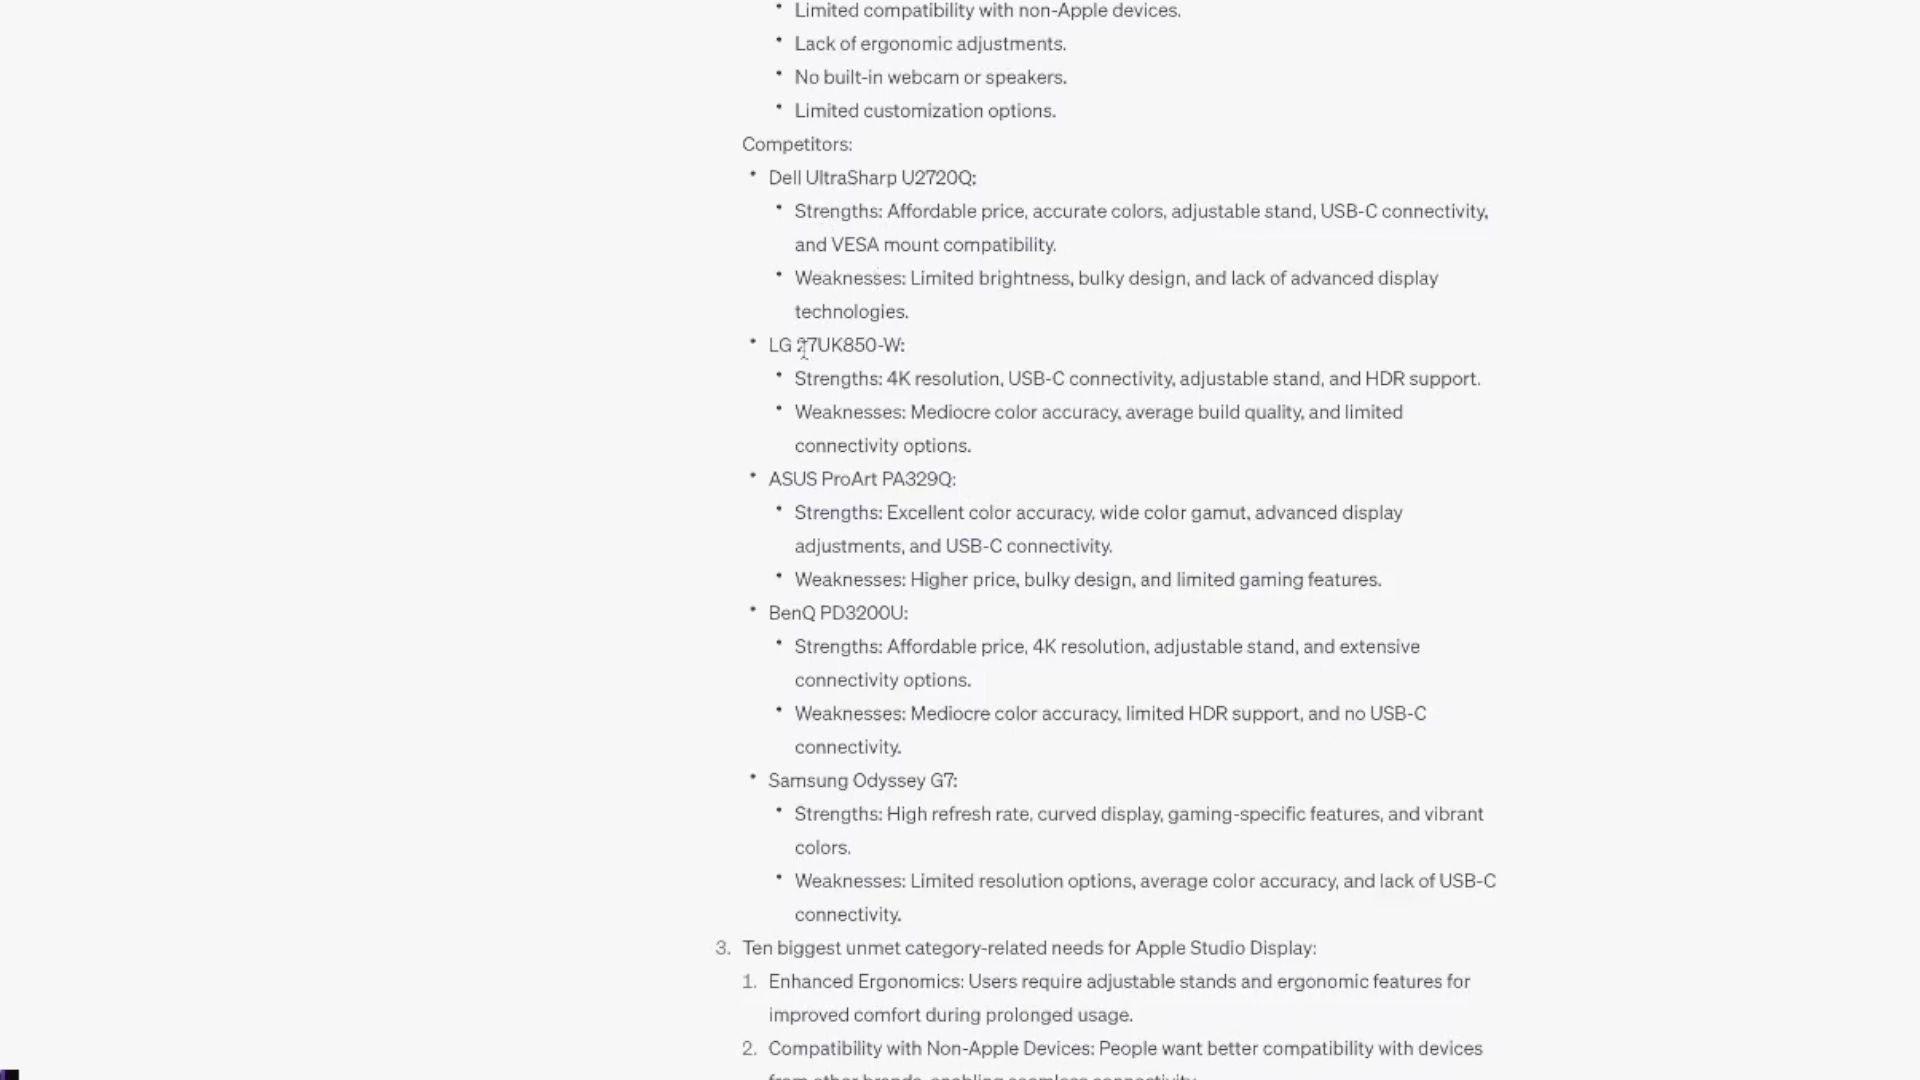 • Limited compatibility with non-Apple devices.
• Lack of ergonomic adjustments.
• No built-in webcam or speakers.
• Limited customization options.
Competitors:
• Dell UltraSharp U2720Q:
• Strengths: Affordable price, accurate colors, adjustable stand, USB-C connectivity,
and VESA mount compatibility.
• Weaknesses: Limited brightness, bulky design, and lack of advanced display
technologies.
• LG 27UK850-W:
• Strengths: 4K resolution, USB-C connectivity, adjustable stand, and HDR support.
• Weaknesses: Mediocre color accuracy, average build quality, and limited
connectivity options.
• ASUS ProArt PA329Q:
• Strengths: Excellent color accuracy, wide color gamut, advanced display
adjustments, and USB-C connectivity.
• Weaknesses: Higher price, bulky design, and limited gaming features.
• BenQ PD3200U:
• Strengths: Affordable price, 4K resolution, adjustable stand, and extensive
connectivity options.
• Weaknesses: Mediocre color accuracy, limited HDR support, and no USB-C
connectivity.
• Samsung Odyssey G7:
• Strengths: High refresh rate, curved display, gaming-specific features, and vibrant
colors.
• Weaknesses: Limited resolution options, average color accuracy, and lack of USB-C
connectivity.
3. Ten biggest unmet category-related needs for Apple Studio Display:
1. Enhanced Ergonomics: Users require adjustable stands and ergonomic features for
improved comfort during prolonged usage.
2. Compatibility with Non-Apple Devices: People want better compatibility with devices
from other brands, enabling seamless connectivity.